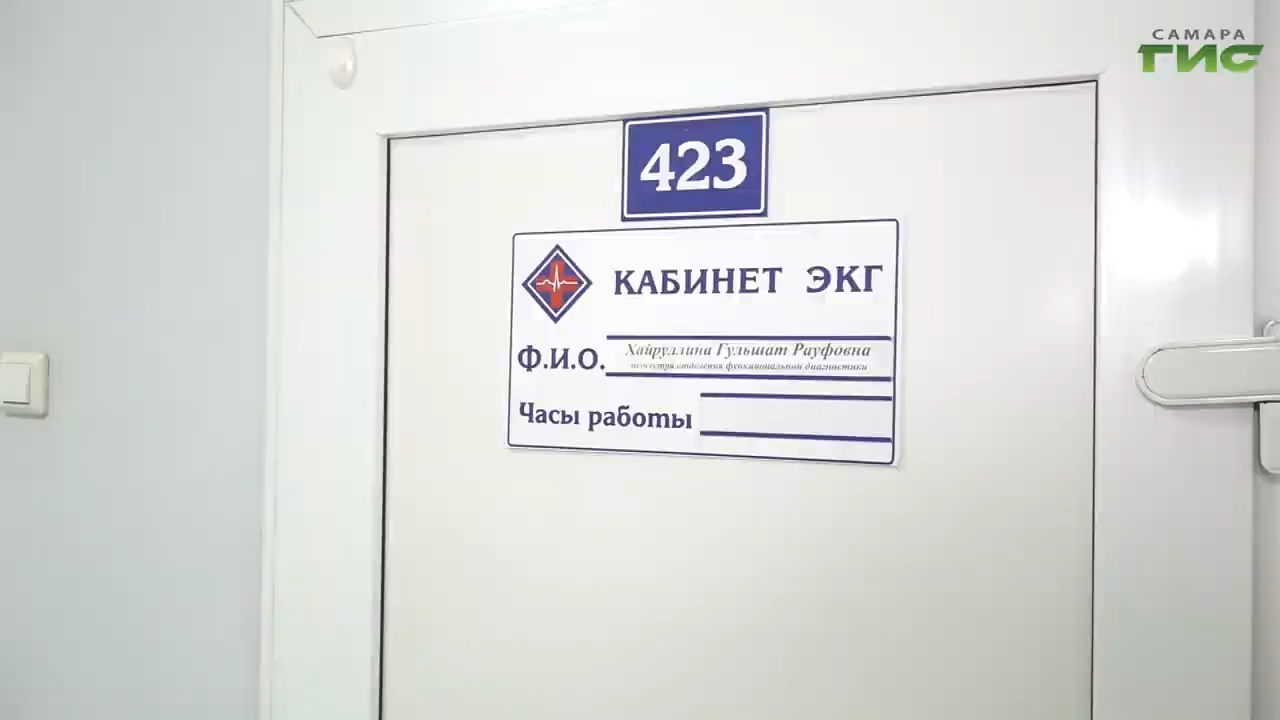 САМАРА
ГИС
423
КАБИНЕТ ЭКГ
Ф.И.О. Хайруллина Гульшат Рауфовна
медсестра отделения функциональной диагностики
Часы работы